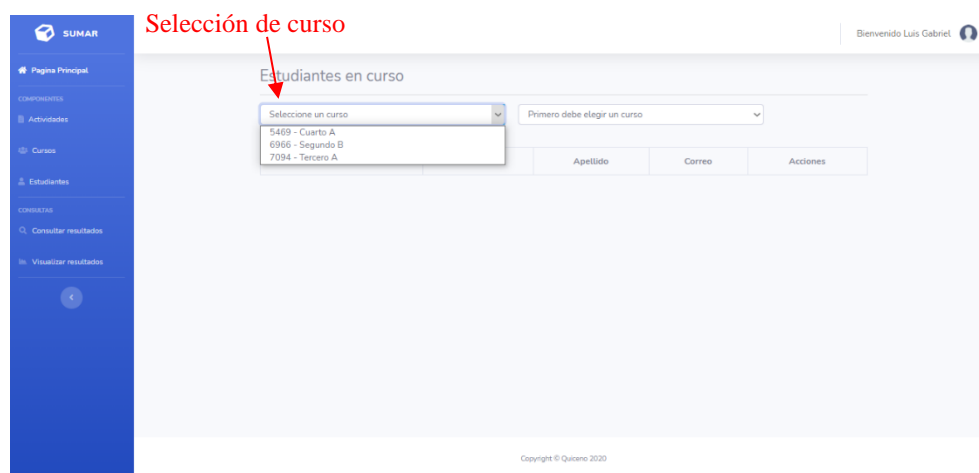 Selección de curso
SUMAR
Bienvenido Luis Gabriel
Pagina Principal
COMPONENTES
Actividades
Cursos
Estudiantes
CONSULTAS
Consultar resultados
Visualizar resultados
Estudiantes en curso
Seleccione un curso
Primero debe elegir un curso
5469 - Cuarto A
6966 - Segundo B
7094 - Tercero A
Apellido
Correo
Acciones
Copyright © Quiceno 2020